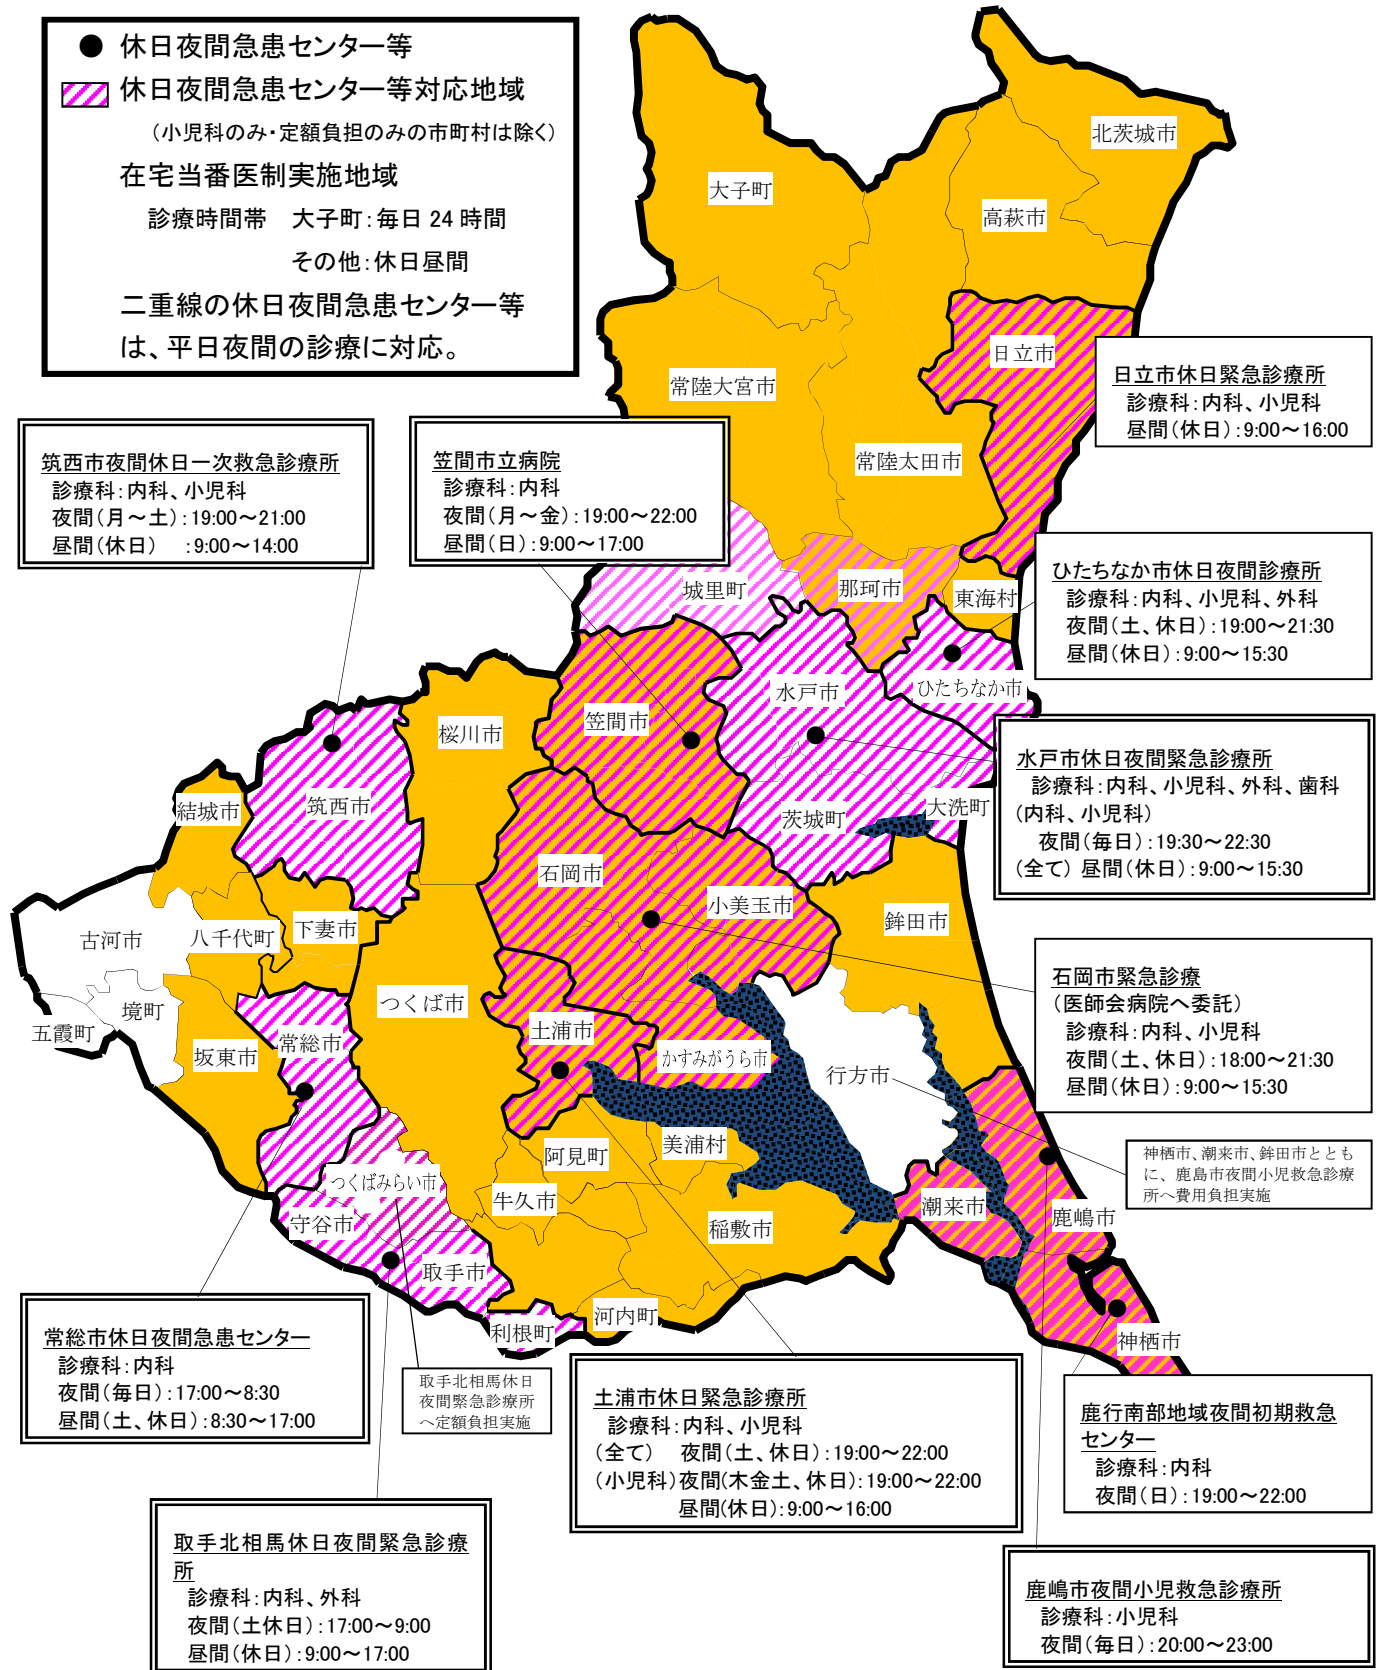 ● 休日夜間急患センター等
休日夜間急患センター等対応地域
（小児科のみ・定額負担のみの市町村は除く）
在宅当番医制実施地域
診療時間帯　大子町：毎日 24 時間
その他：休日昼間
二重線の休日夜間急患センター等
は、平日夜間の診療に対応。
北茨城市
大子町
高萩市
日立市
常陸大宮市
常陸太田市
日立市休日緊急診療所
診療科：内科、小児科
昼間（休日）：9:00～16:00
筑西市夜間休日一次救急診療所
診療科：内科、小児科
夜間（月～土）：19:00～21:00
昼間（休日）　：9:00～14:00
笠間市立病院
診療科：内科
夜間（月～金）：19:00～22:00
昼間（日）：9:00～17:00
城里町
那珂市
東海村
ひたちなか市休日夜間診療所
診療科：内科、小児科、外科
夜間（土、休日）：19:00～21:30
昼間（休日）：9:00～15:30
水戸市
ひたちなか市
笠間市
桜川市
筑西市
結城市
茨城町
大洗町
水戸市休日夜間緊急診療所
診療科：内科、小児科、外科、歯科
（内科、小児科）
夜間（毎日）：19:30～22:30
（全て） 昼間（休日）：9:00～15:30
石岡市
小美玉市
鉾田市
古河市
八千代町
下妻市
つくば市
境町
五霞町
坂東市
常総市
土浦市
かすみがうら市
行方市
石岡市緊急診療
（医師会病院へ委託）
診療科：内科、小児科
夜間（土、休日）：18:00～21:30
昼間（休日）：9:00～15:30
神栖市、潮来市、鉾田市ととも
に、鹿島市夜間小児救急診療
所へ費用負担実施
美浦村
阿見町
牛久市
つくばみらい市
守谷市
稲敷市
潮来市
鹿嶋市
取手市
河内町
利根町
神栖市
常総市休日夜間急患センター
診療科：内科
夜間（毎日）：17:00～8:30
昼間（土、休日）：8:30～17:00
取手北相馬休日
夜間緊急診療所
へ定額負担実施
土浦市休日緊急診療所
診療科：内科、小児科
（全て）　夜間（土、休日）：19:00～22:00
（小児科）夜間（木金土、休日）：19:00～22:00
昼間（休日）：9:00～16:00
鹿行南部地域夜間初期救急
センター
診療科：内科
夜間（日）：19:00～22:00
取手北相馬休日夜間緊急診療
所
診療科：内科、外科
夜間（土休日）：17:00～9:00
昼間（休日）：9:00～17:00
鹿嶋市夜間小児救急診療所
診療科：小児科
夜間（毎日）：20:00～23:00